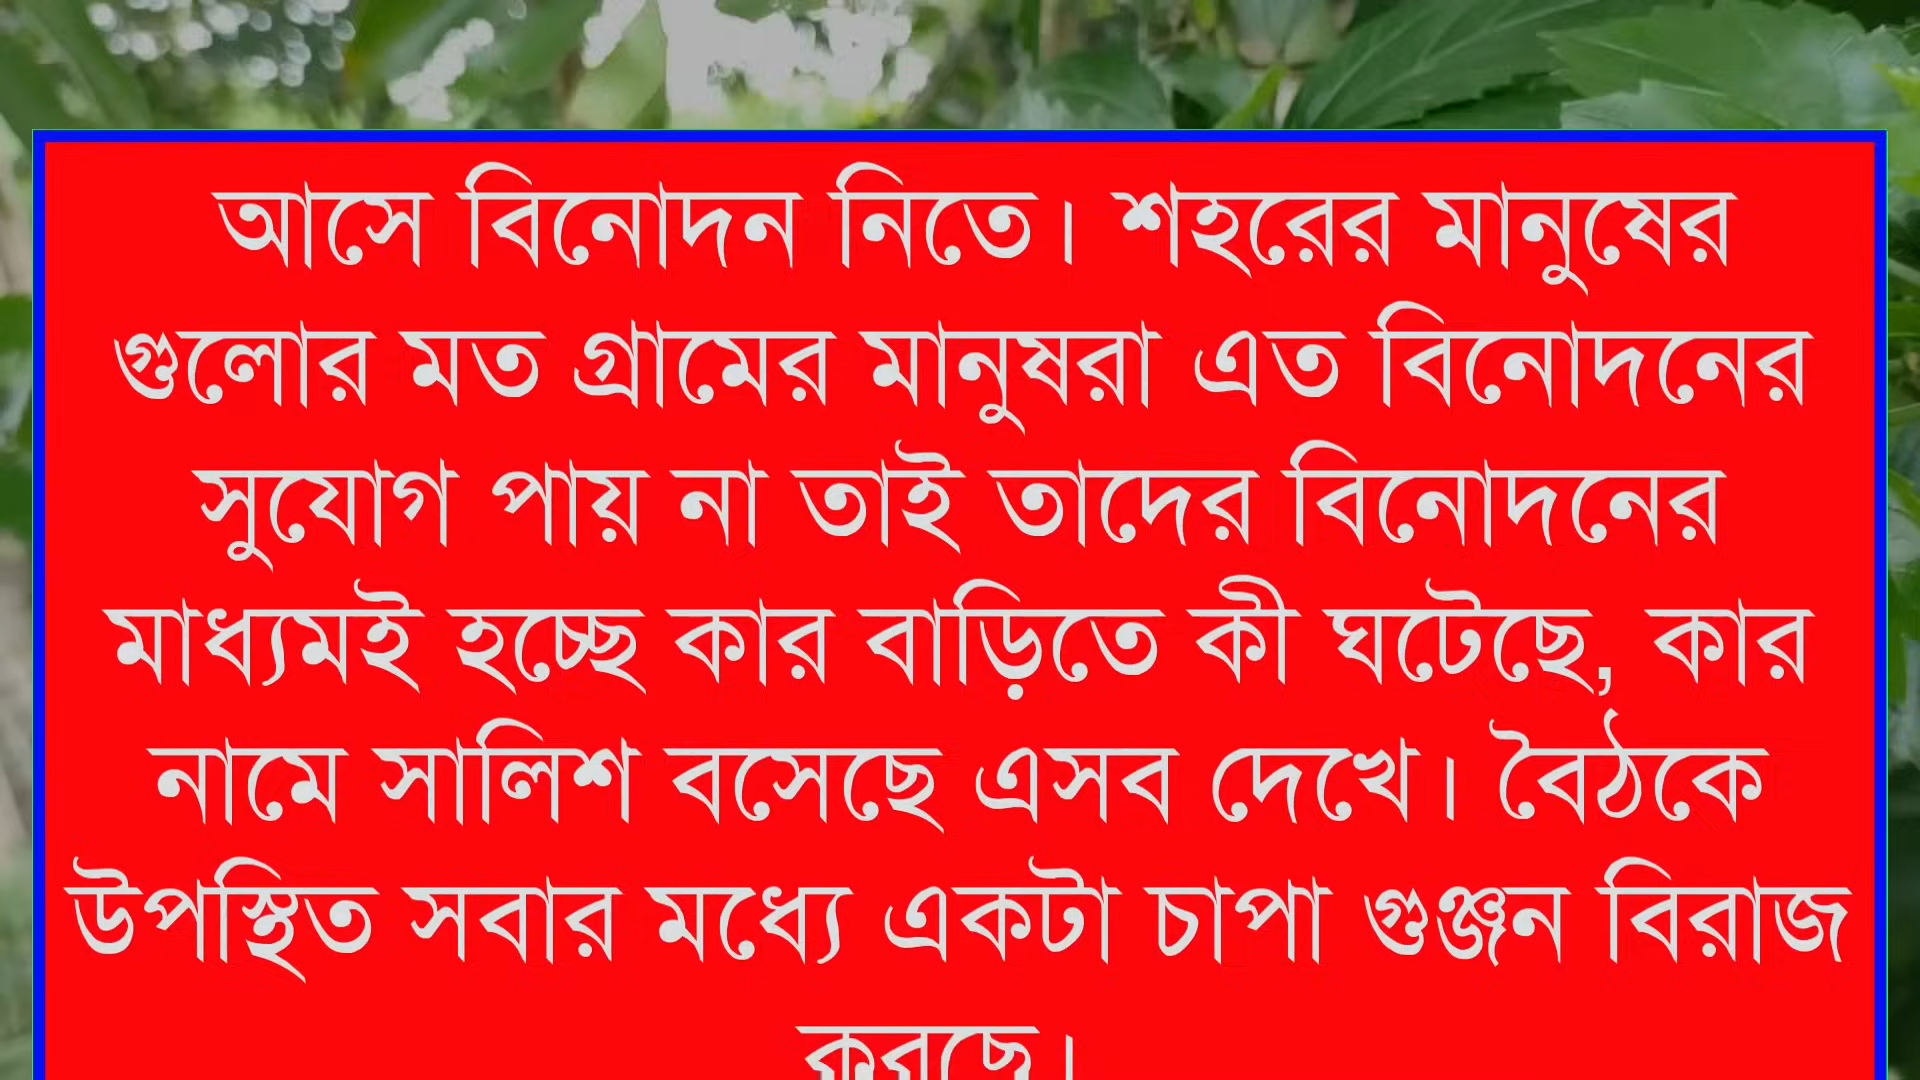 আসে বিনোদন নিতে। শহরের মানুষের
গুলোর মত গ্রামের মানুষরা এত বিনোদনের
সুযোগ পায় না তাই তাদের বিনোদনের
মাধ্যমই হচ্ছে কার বাড়িতে কী ঘটেছে, কার
নামে সালিশ বসেছে এসব দেখে। বৈঠকে
উপস্থিত সবার মধ্যে একটা চাপা গুঞ্জন বিরাজ
করছে।